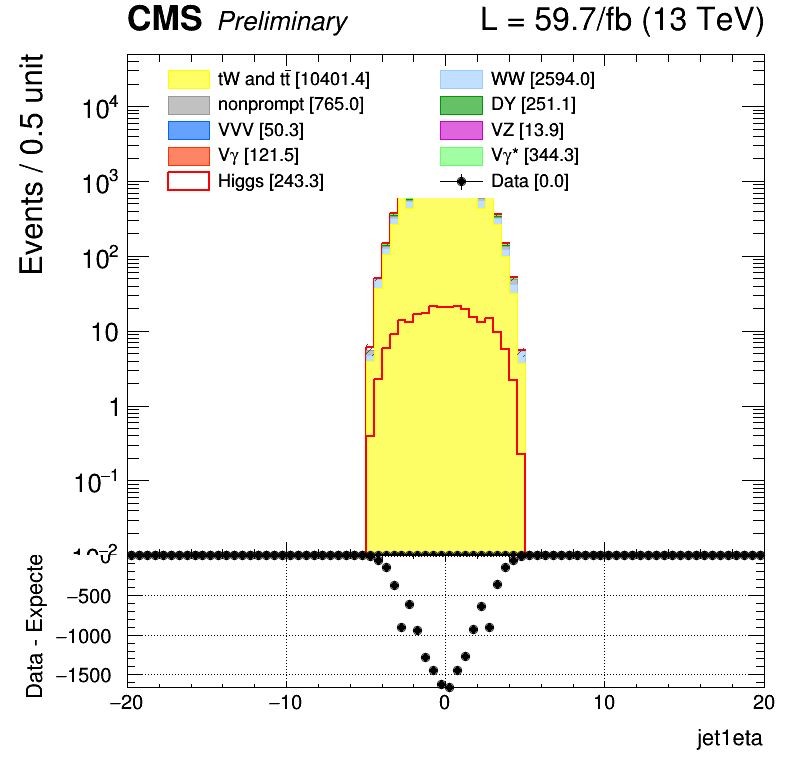 CMS Preliminary L = 59.7/fb (13 TeV)
Events / 0.5 unit
tW and tt̄ [10401.4] WW [2594.0]
nonprompt [765.0] DY [251.1]
VVV [50.3] VZ [13.9]
Vγ [121.5] Vγ* [344.3]
Higgs [243.3] Data [0.0]
10⁴
10³
10²
10
1
10⁻¹
Data - Expecte
−500
−1000
−1500
−20 −10 0 10 20
jet1eta